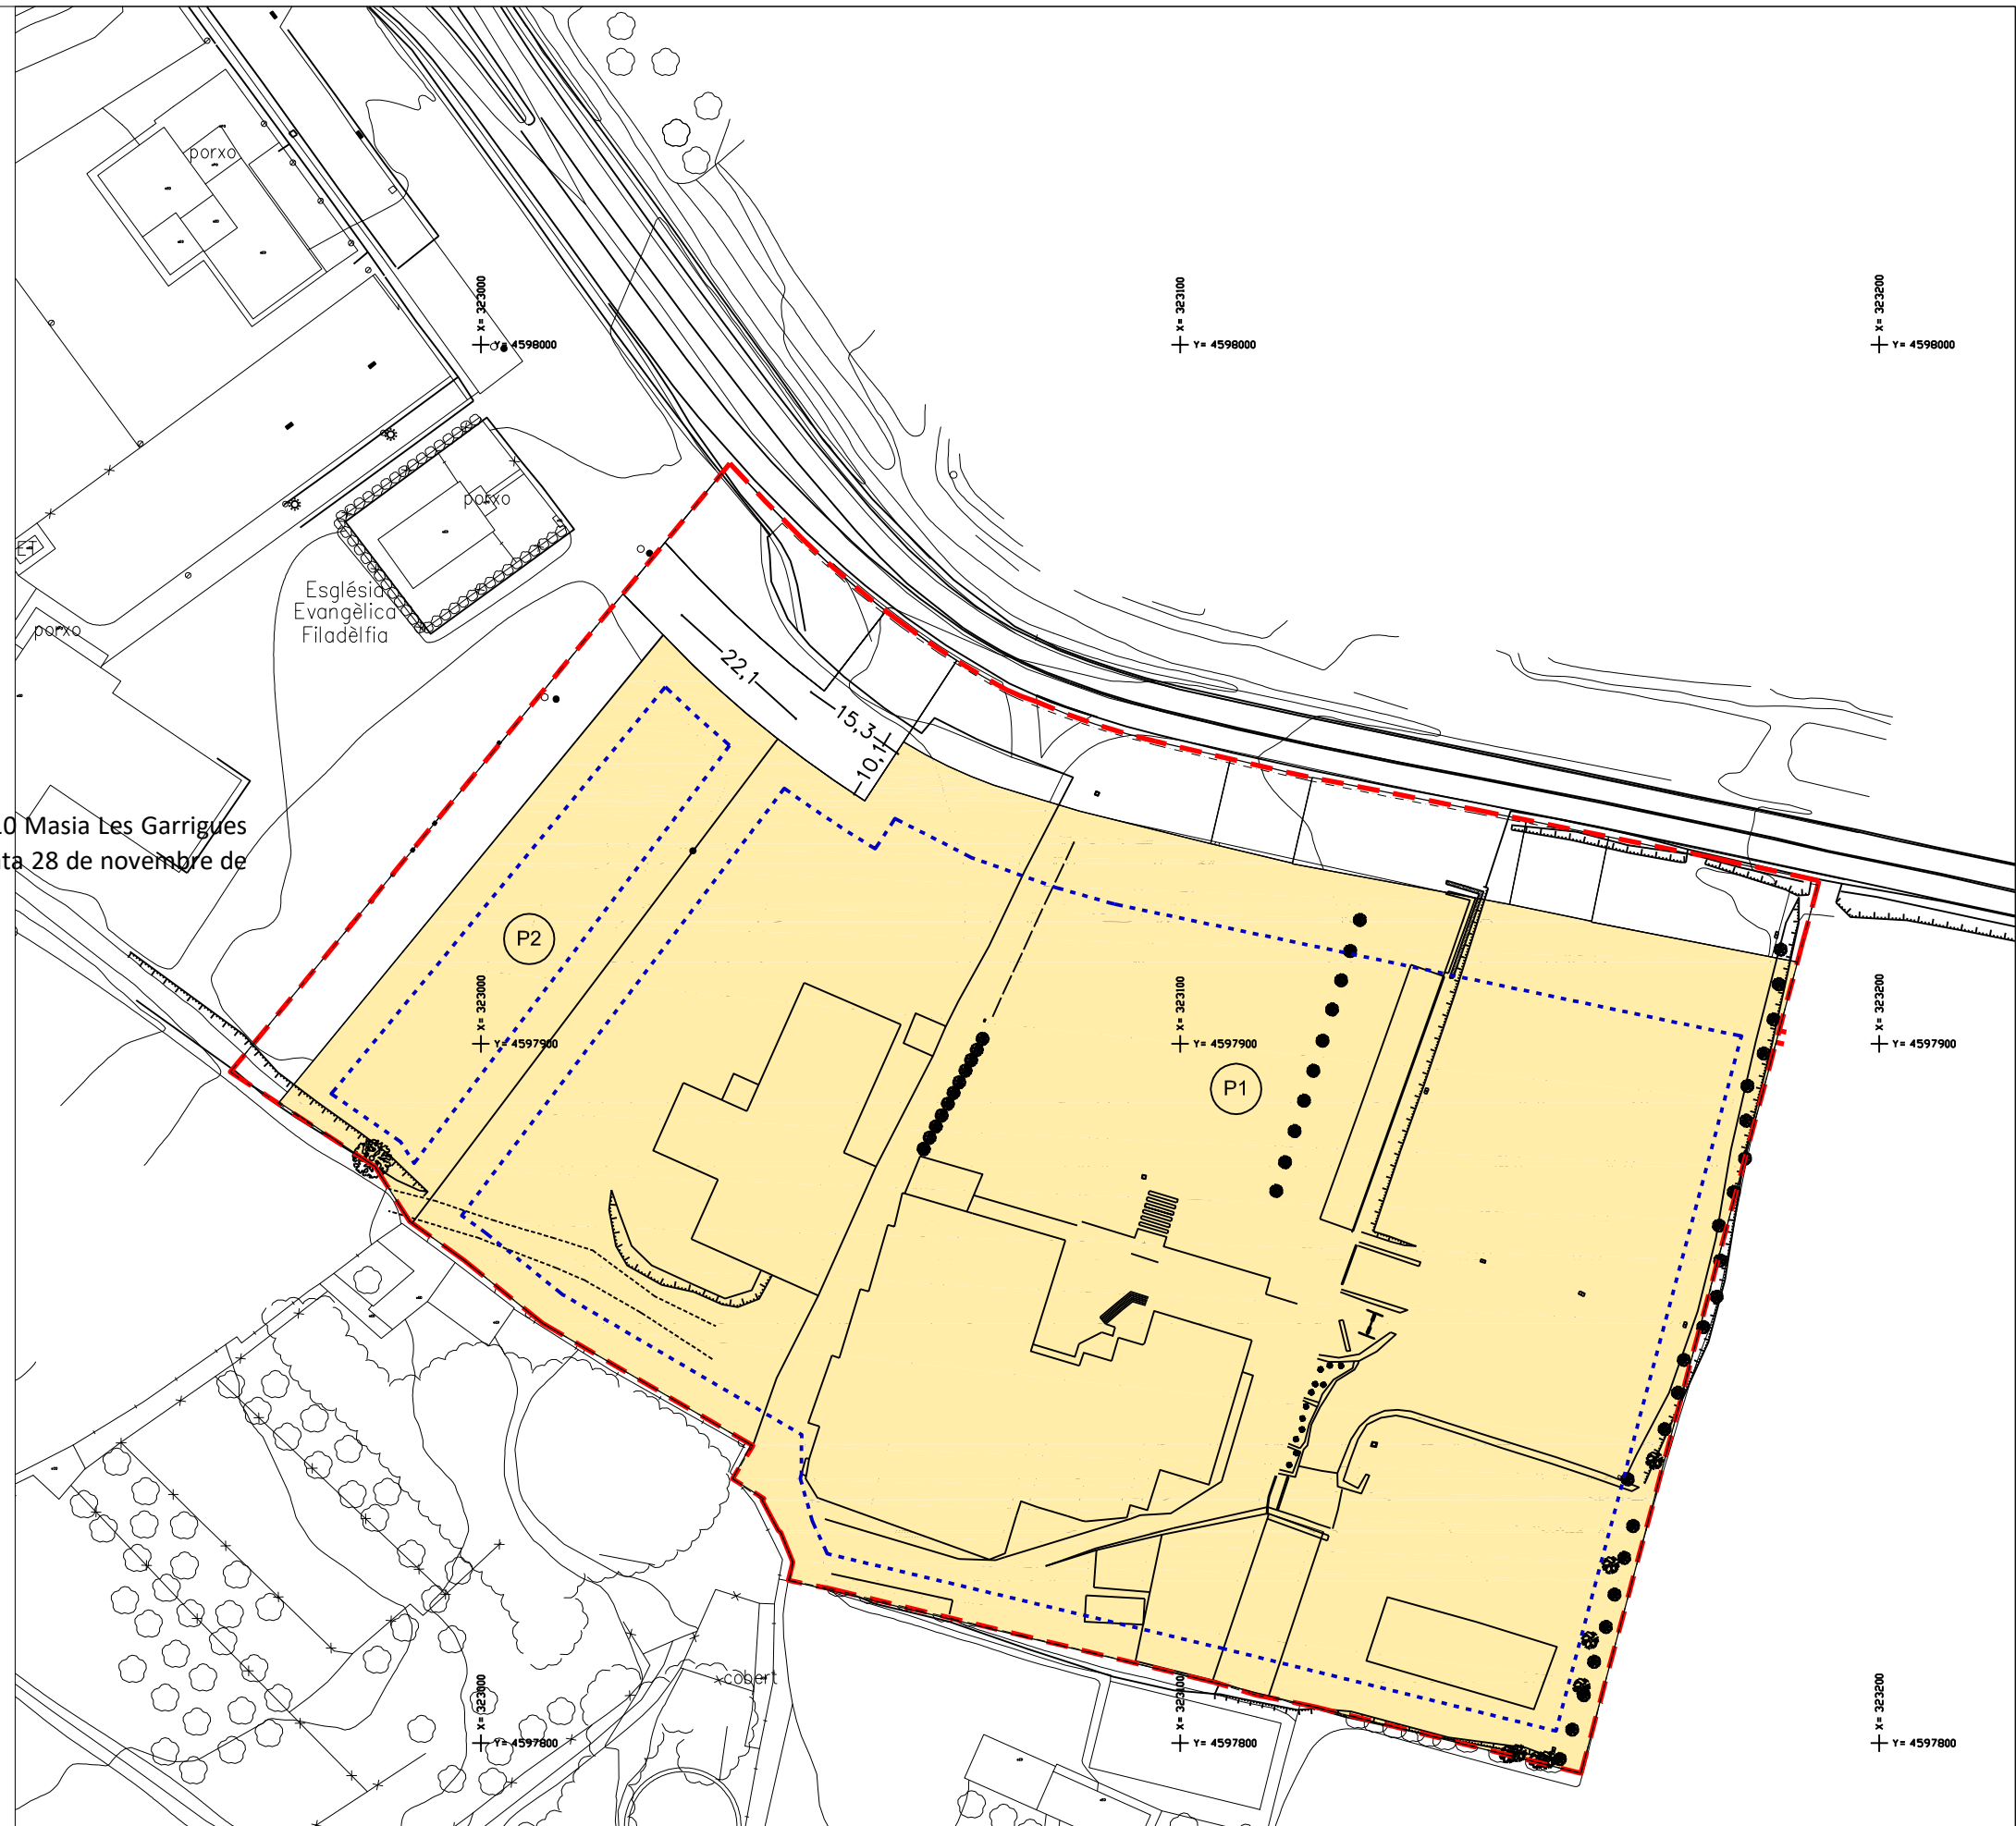 porxo
X= 323000
Y= 4598000
X= 323100
Y= 4598000
X= 323200
Y= 4598000
porxo
ET
Església
Evangèlica
Filadèlfia
porxo
22,1
15,3
10,1
.0 Masia Les Garrigues
ata 28 de novembre de
P2
X= 323000
Y= 4597900
X= 323100
Y= 4597900
X= 323200
Y= 4597900
P1
cobert
X= 323000
Y= 4597800
X= 323100
Y= 4597800
X= 323200
Y= 4597800